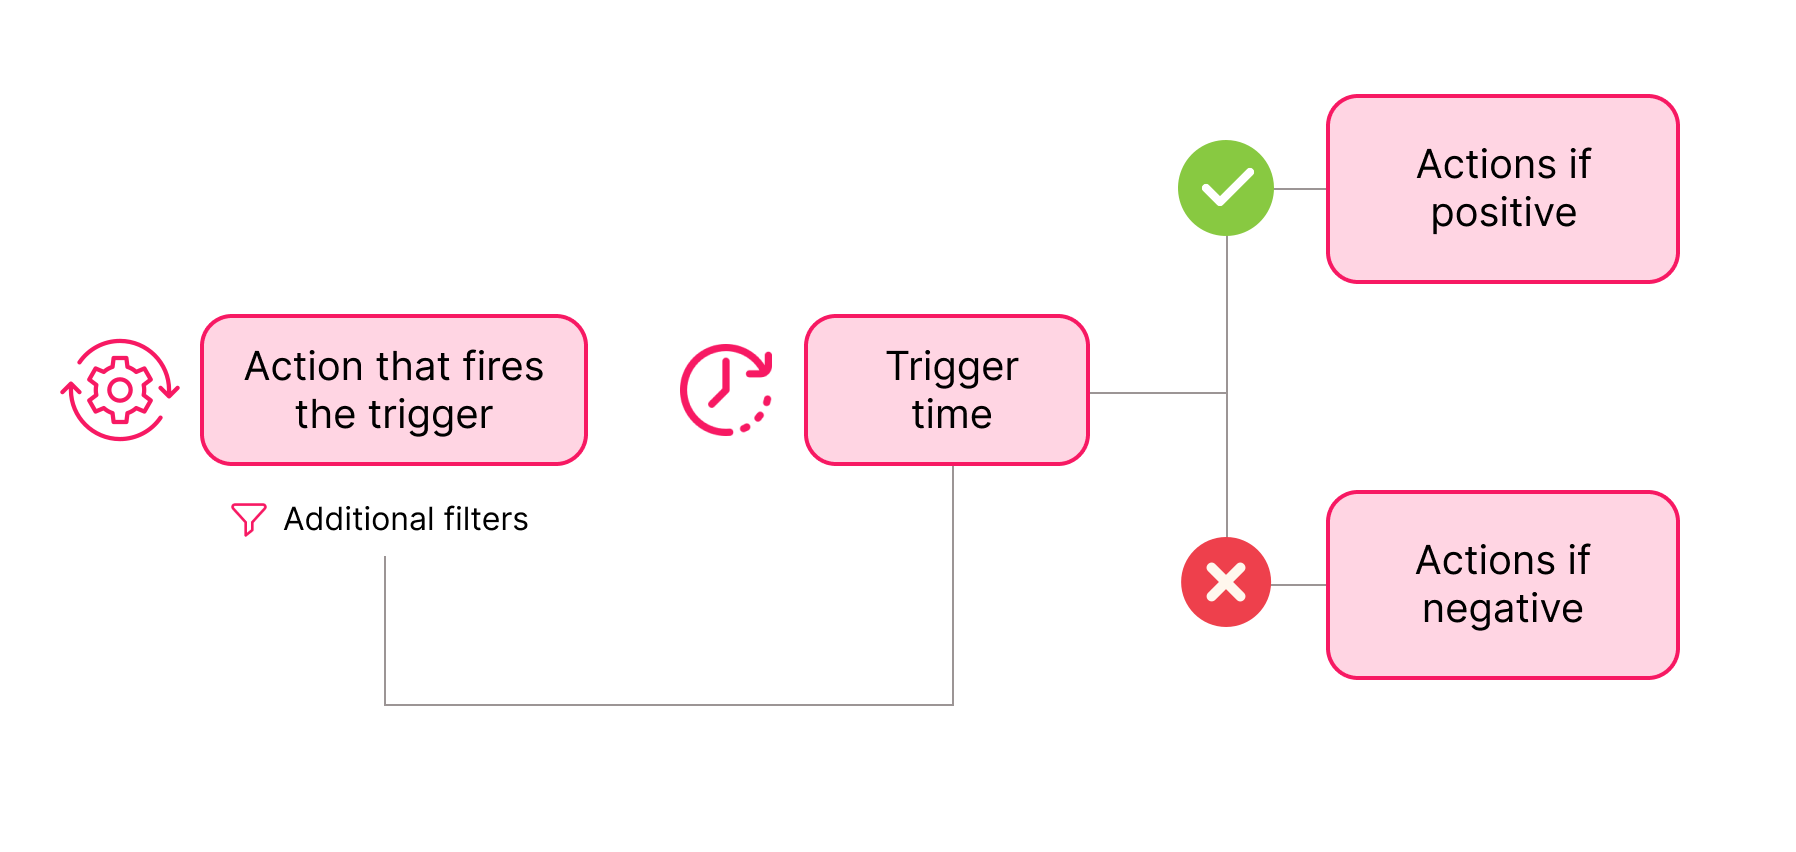 Action that fires
the trigger
Additional filters
Trigger
time
Actions if
positive
Actions if
negative